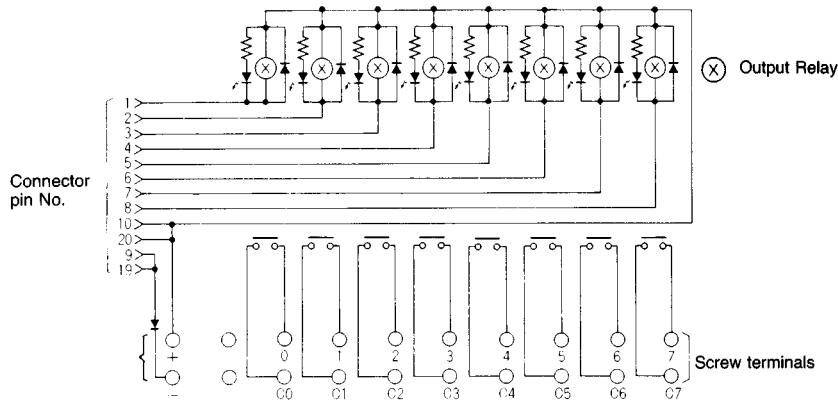 X X X X X X X X
X Output Relay
Connector
pin No.
1
2
3
4
5
6
7
8
10
20
9
19
+ 0 1 2 3 4 5 6 7
Screw terminals
− C0 C1 C2 C3 C4 C5 C6 C7